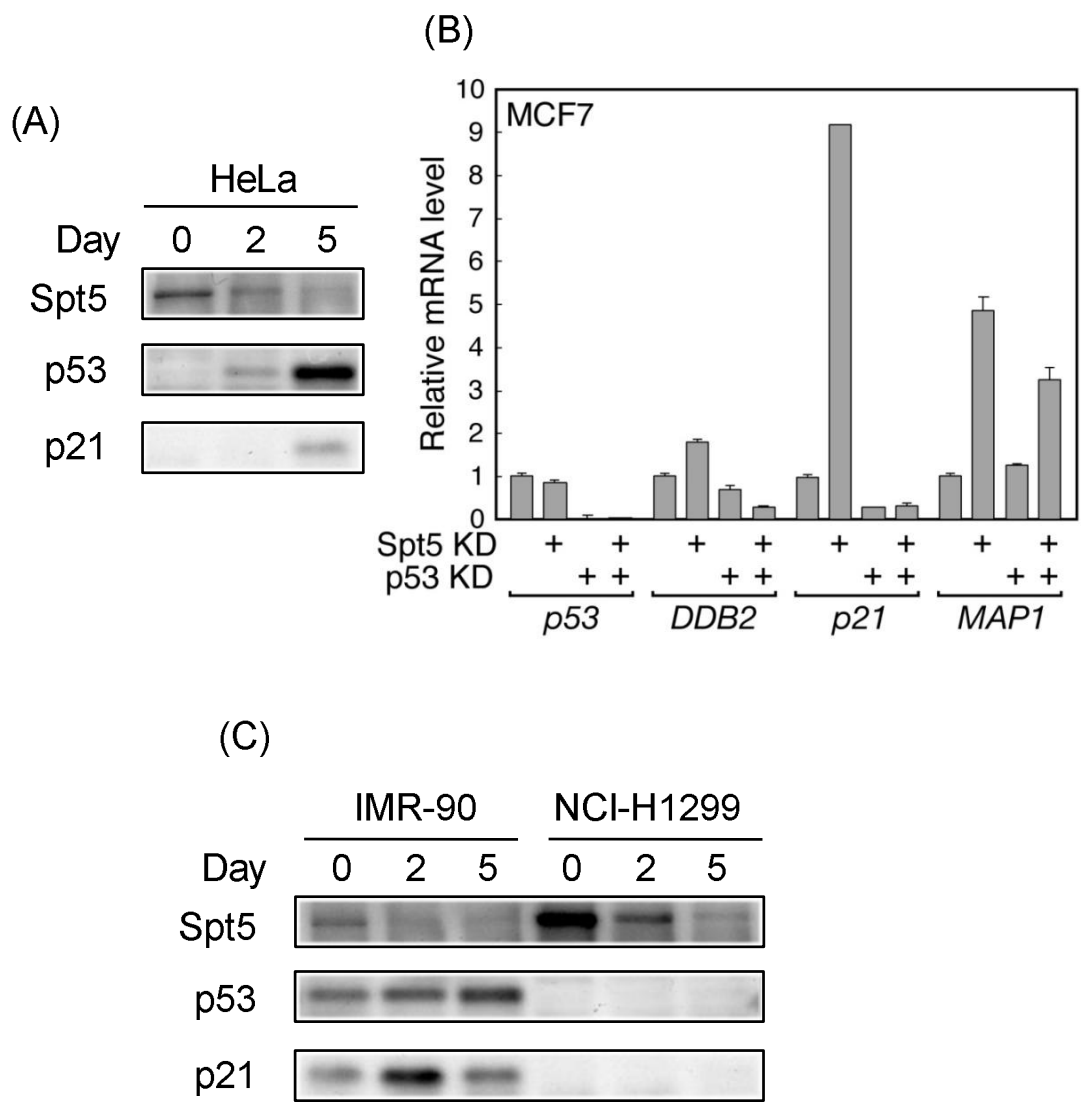 (A)
HeLa
Day 0 2 5
Spt5
p53
p21
(B)
MCF7
Relative mRNA level
10
9
8
7
6
5
4
3
2
1
0
Spt5 KD + + + + + + + +
p53 KD + + + + + + + +
p53 DDB2 p21 MAP1
(C)
IMR-90 NCI-H1299
Day 0 2 5 0 2 5
Spt5
p53
p21